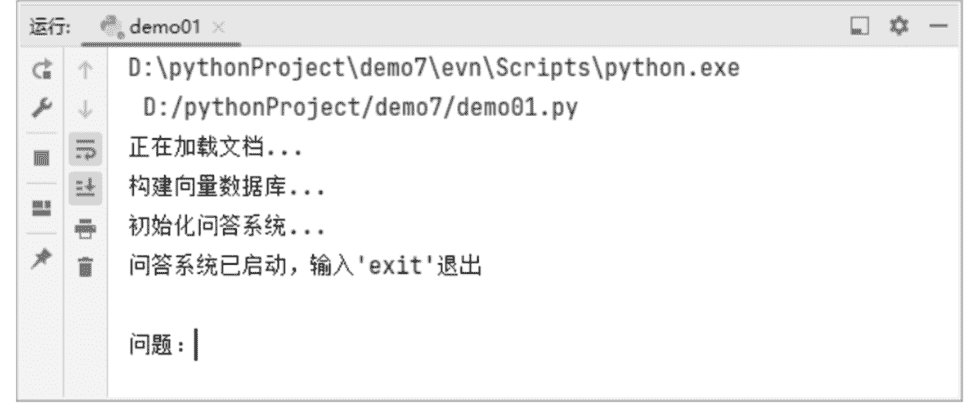 运行: demo01
D:\pythonProject\demo7\evn\Scripts\python.exe
D:/pythonProject/demo7/demo01.py
正在加载文档...
构建向量数据库...
初始化问答系统...
问答系统已启动，输入'exit'退出
问题：